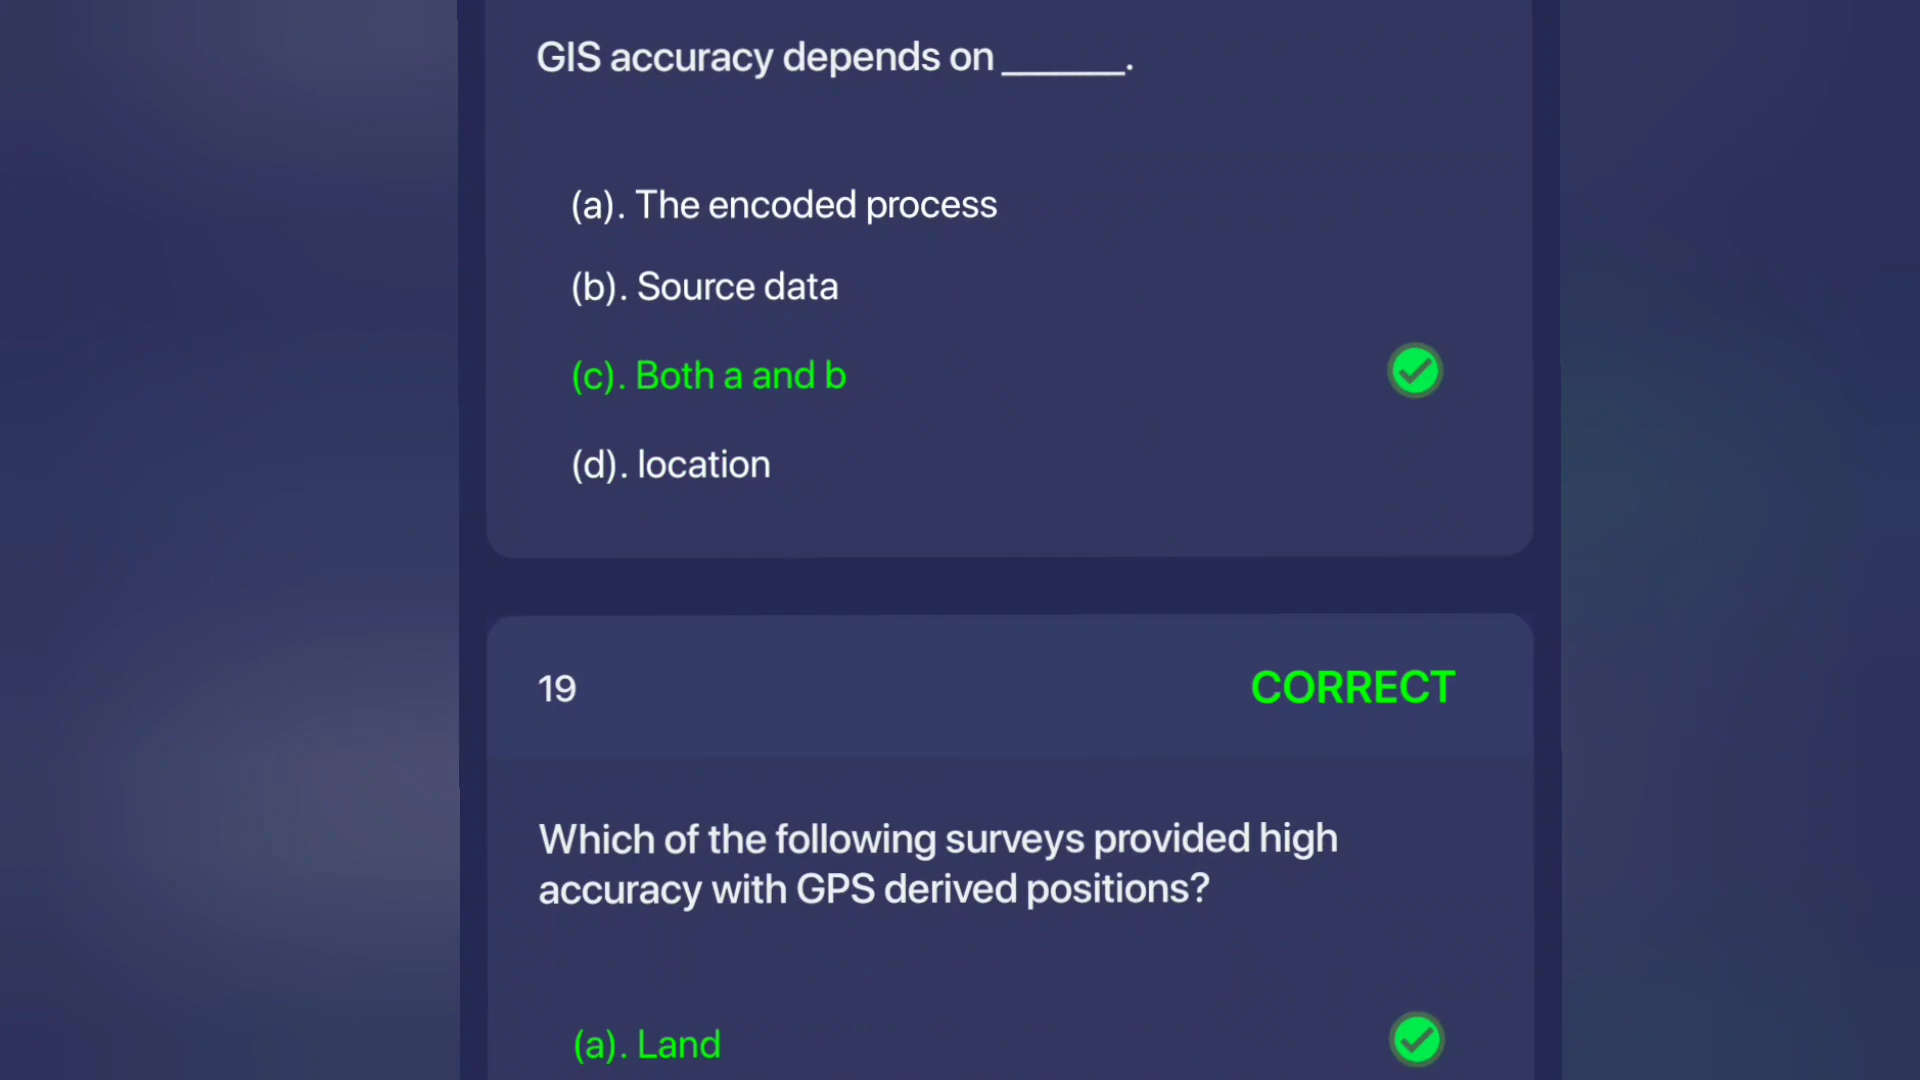 GIS accuracy depends on ______.
(a). The encoded process
(b). Source data
(c). Both a and b
(d). location
19
CORRECT
Which of the following surveys provided high
accuracy with GPS derived positions?
(a). Land